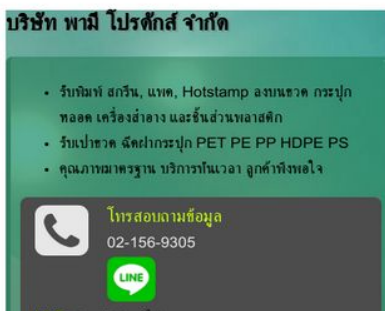 บริษัท พามี โปรดักส์ จำกัด
รับพิมพ์ สกรีน, แพด, Hotstamp ลงบนขวด กระปุก
หลอด เครื่องสำอาง และชิ้นส่วนพลาสติก
รับเป่าขวด ฉีดฝากระปุก PET PE PP HDPE PS
คุณภาพมาตรฐาน บริการทันเวลา ลูกค้าพึงพอใจ
โทรสอบถามข้อมูล
02-156-9305
LINE